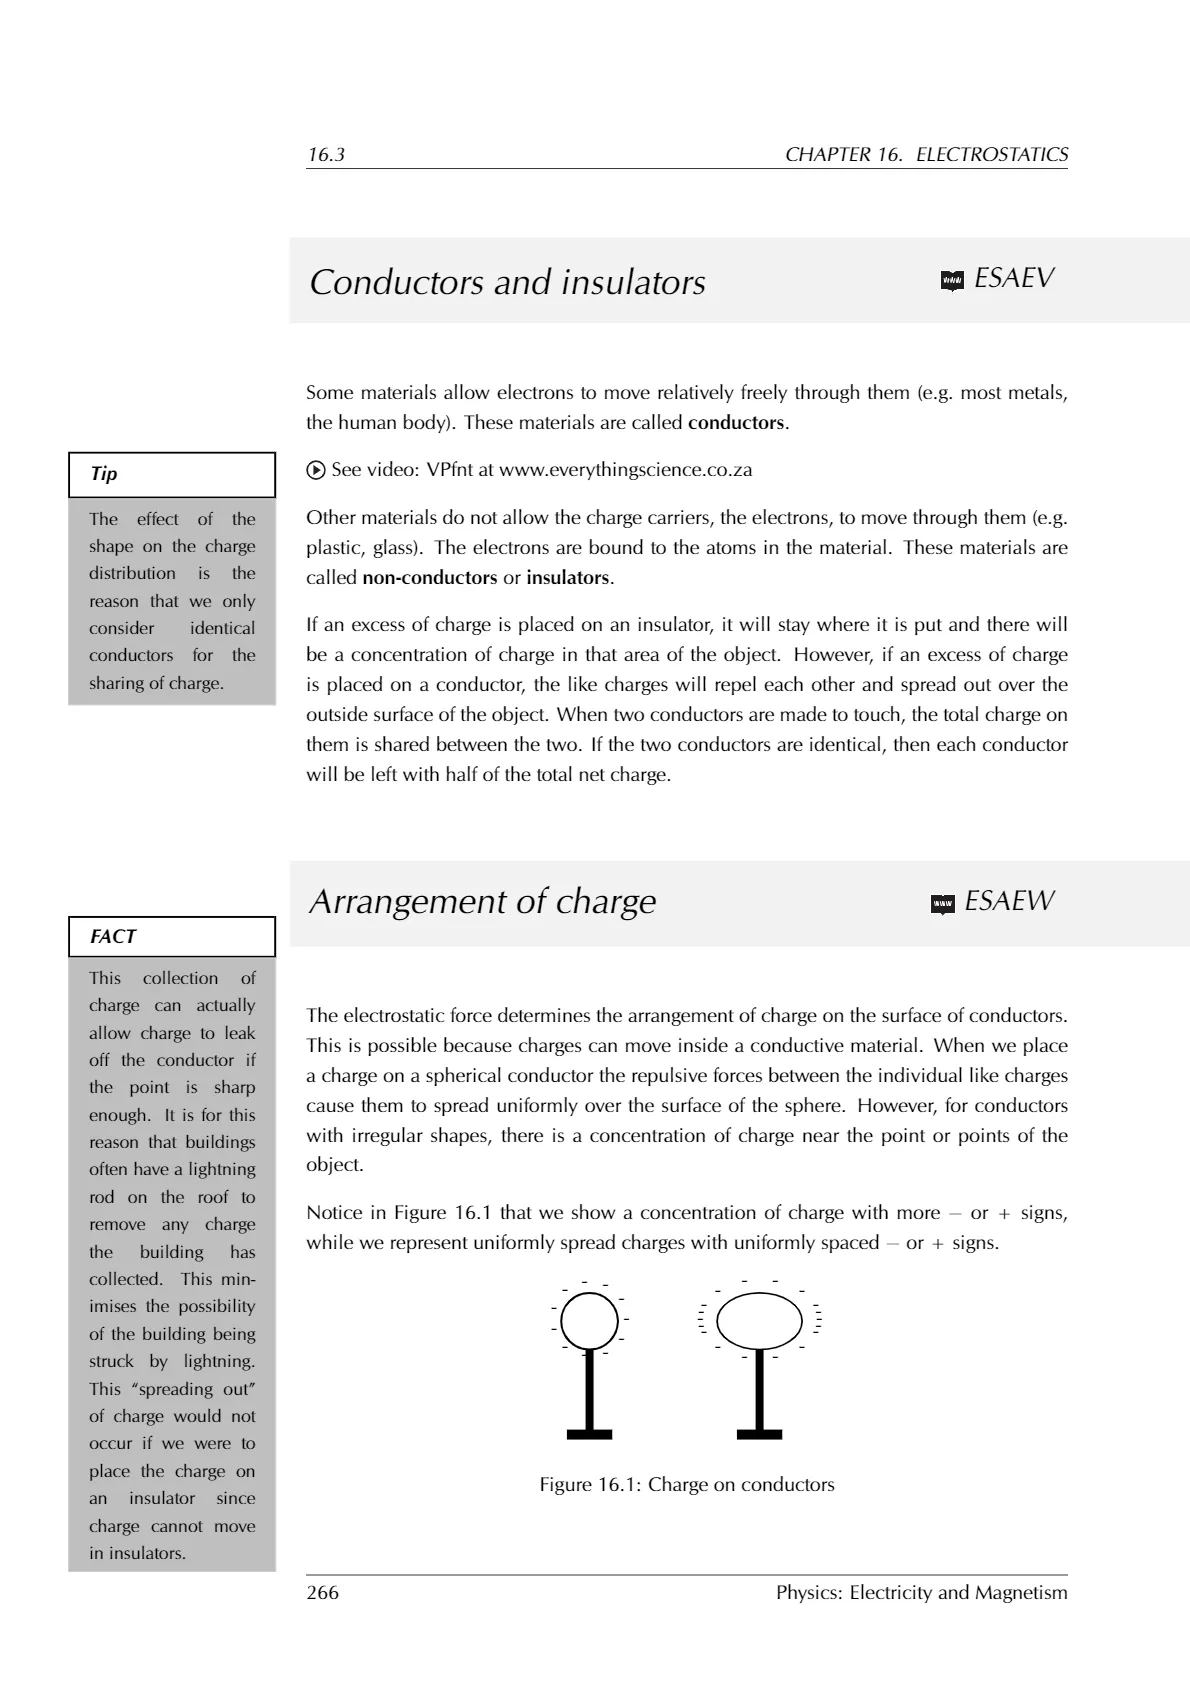 16.3 CHAPTER 16. ELECTROSTATICS
Conductors and insulators
www ESAEV
Some materials allow electrons to move relatively freely through them (e.g. most metals,
the human body). These materials are called conductors.
See video: VPfnt at www.everythingscience.co.za
Other materials do not allow the charge carriers, the electrons, to move through them (e.g.
plastic, glass). The electrons are bound to the atoms in the material. These materials are
called non-conductors or insulators.
If an excess of charge is placed on an insulator, it will stay where it is put and there will
be a concentration of charge in that area of the object. However, if an excess of charge
is placed on a conductor, the like charges will repel each other and spread out over the
outside surface of the object. When two conductors are made to touch, the total charge on
them is shared between the two. If the two conductors are identical, then each conductor
will be left with half of the total net charge.
Tip
The effect of the
shape on the charge
distribution is the
reason that we only
consider identical
conductors for the
sharing of charge.
Arrangement of charge
www ESAEW
The electrostatic force determines the arrangement of charge on the surface of conductors.
This is possible because charges can move inside a conductive material. When we place
a charge on a spherical conductor the repulsive forces between the individual like charges
cause them to spread uniformly over the surface of the sphere. However, for conductors
with irregular shapes, there is a concentration of charge near the point or points of the
object.
Notice in Figure 16.1 that we show a concentration of charge with more − or + signs,
while we represent uniformly spread charges with uniformly spaced − or + signs.
Figure 16.1: Charge on conductors
FACT
This collection of
charge can actually
allow charge to leak
off the conductor if
the point is sharp
enough. It is for this
reason that buildings
often have a lightning
rod on the roof to
remove any charge
the building has
collected. This min-
imises the possibility
of the building being
struck by lightning.
This “spreading out”
of charge would not
occur if we were to
place the charge on
an insulator since
charge cannot move
in insulators.
266 Physics: Electricity and Magnetism